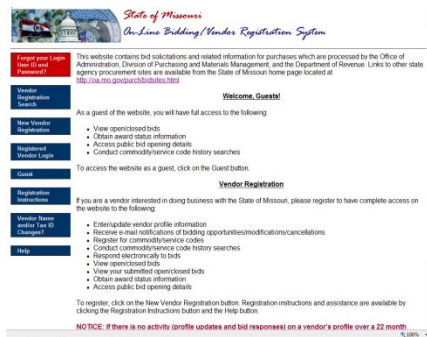 State of Missouri
On-Line Bidding/Vendor Registration System
Forgot your Login
User ID and
Password?
Vendor
Registration
Search
New Vendor
Registration
Registered
Vendor Login
Guest
Registration
Instructions
Vendor Name
and/or Tax ID
Changes?
Help
This website contains bid solicitations and related information for purchases which are processed by the Office of
Administration, Division of Purchasing and Materials Management, and the Department of Revenue. Links to other state
agency procurement sites are available from the State of Missouri home page located at
http://oa.mo.gov/purch/bidsites.html.
Welcome, Guests!
As a guest of the website, you will have full access to the following:
• View open/closed bids
• Obtain award status information
• Access public bid opening details
• Conduct commodity/service code history searches
To access the website as a guest, click on the Guest button.
Vendor Registration
If you are a vendor interested in doing business with the State of Missouri, please register to have complete access on
the website to the following:
• Enter/update vendor profile information
• Receive e-mail notifications of bidding opportunities/modifications/cancellations
• Register for commodity/service codes
• Conduct commodity/service code history searches
• Respond electronically to bids
• View open/closed bids
• View your submitted open/closed bids
• Obtain award status information
• Access public bid opening details
To register, click on the New Vendor Registration button. Registration instructions and assistance are available by
clicking the Registration Instructions button and the Help button.
NOTICE: If there is no activity (profile updates and bid responses) on a vendor's profile over a 22 month
100%